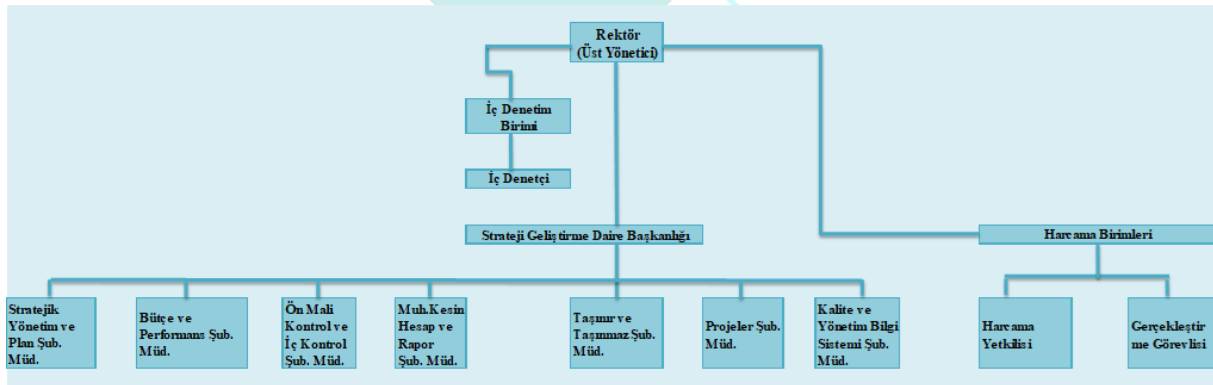 Rektör
(Üst Yönetici)
İç Denetim
Birimi
İç Denetçi
Strateji Geliştirme Daire Başkanlığı
Harcama Birimleri
Stratejik
Yönetim ve
Plan Şub.
Müd.
Bütçe ve
Performans Şub.
Müd.
Ön Mali
Kontrol ve
İç Kontrol
Şub. Müd.
Muh.Kesin
Hesap ve
Rapor
Şub. Müd.
Taşınır ve
Taşınmaz Şub.
Müd.
Projeler Şub.
Müd.
Kalite ve
Yönetim Bilgi
Sistemi Şub.
Müd.
Harcama
Yetkilisi
Gerçekleştir
me Görevlisi